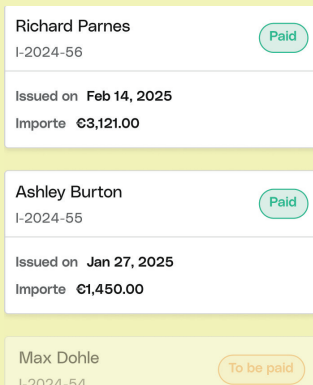 Richard Parnes
Paid
I-2024-56
Issued on Feb 14, 2025
Importe €3,121.00
Ashley Burton
Paid
I-2024-55
Issued on Jan 27, 2025
Importe €1,450.00
Max Dohle
To be paid
I-2024-54